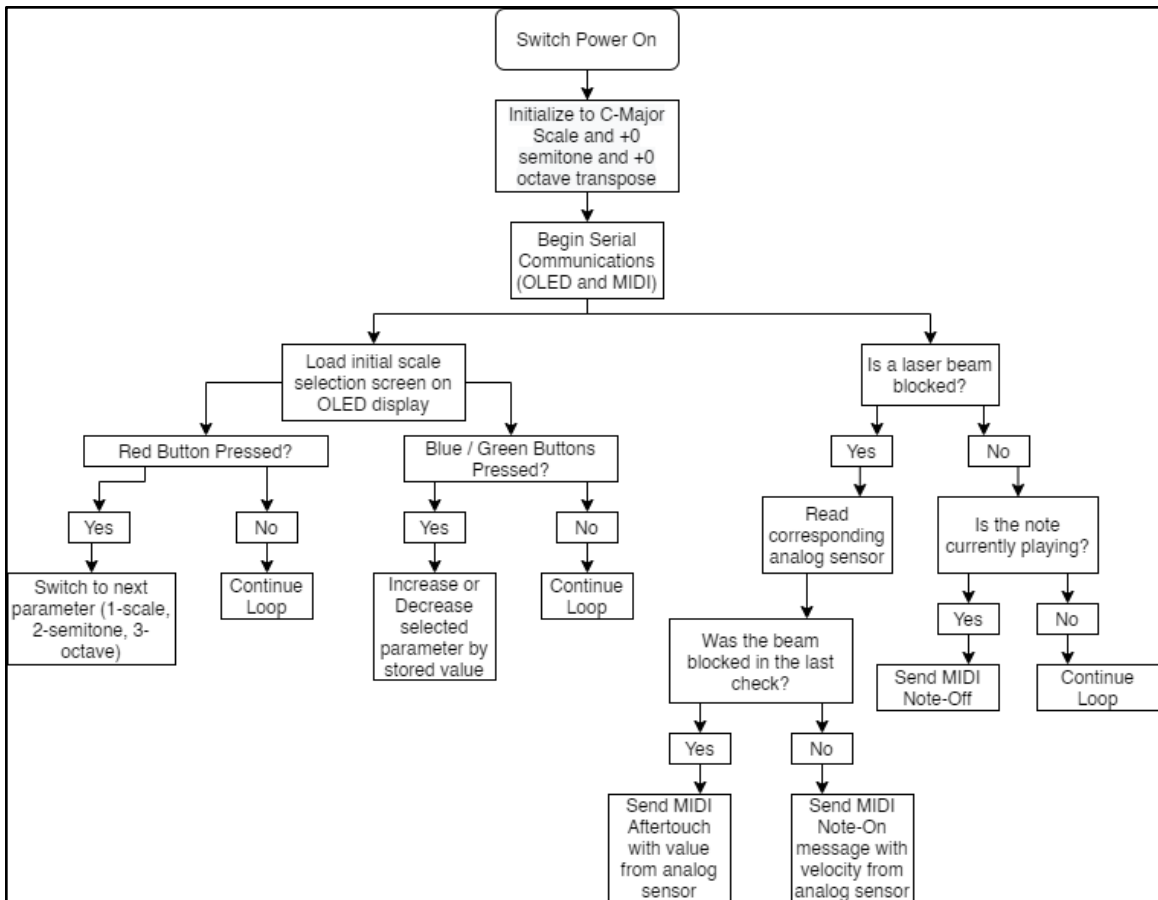 Switch Power On
Initialize to C-Major
Scale and +0
semitone and +0
octave transpose
Begin Serial
Communications
(OLED and MIDI)
Load initial scale
selection screen on
OLED display
Is a laser beam
blocked?
Red Button Pressed?
Blue / Green Buttons
Pressed?
Yes
No
Yes
No
Yes
No
Switch to next
parameter (1-scale,
2-semitone, 3-
octave)
Continue
Loop
Increase or
Decrease
selected
parameter by
stored value
Continue
Loop
Read
corresponding
analog sensor
Is the note
currently playing?
Was the beam
blocked in the last
check?
Yes
No
Send MIDI
Note-Off
Continue
Loop
Yes
No
Send MIDI
Aftertouch
with value
from analog
sensor
Send MIDI
Note-On
message with
velocity from
analog sensor